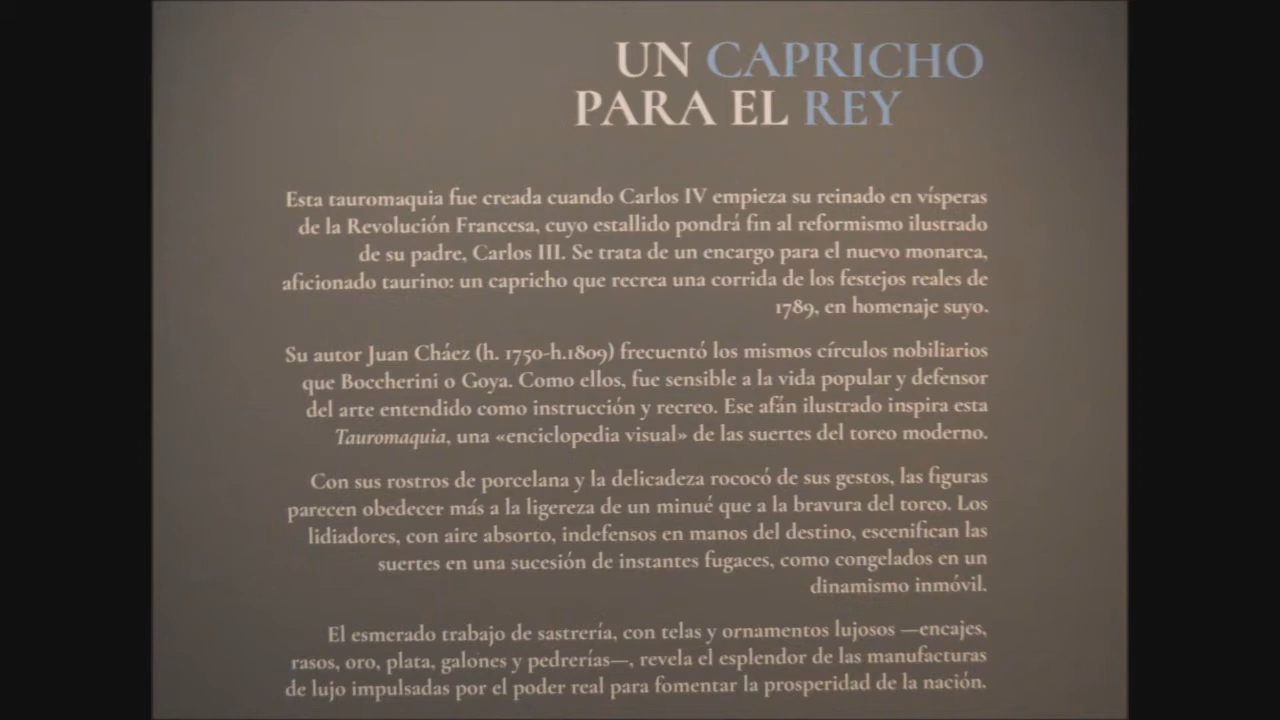 UN CAPRICHO
PARA EL REY
Esta tauromaquia fue creada cuando Carlos IV empieza su reinado en vísperas
de la Revolución Francesa, cuyo estallido pondrá fin al reformismo ilustrado
de su padre, Carlos III. Se trata de un encargo para el nuevo monarca,
aficionado taurino: un capricho que recrea una corrida de los festejos reales de
1789, en homenaje suyo.
Su autor Juan Cháez (h. 1750-h.1809) frecuentó los mismos círculos nobiliarios
que Boccherini o Goya. Como ellos, fue sensible a la vida popular y defensor
del arte entendido como instrucción y recreo. Ese afán ilustrado inspira esta
Tauromaquia, una «enciclopedia visual» de las suertes del toreo moderno.
Con sus rostros de porcelana y la delicadeza rococó de sus gestos, las figuras
parecen obedecer más a la ligereza de un minué que a la bravura del toreo. Los
lidiadores, con aire absorto, indefensos en manos del destino, escenifican las
suertes en una sucesión de instantes fugaces, como congelados en un
dinamismo inmóvil.
El esmerado trabajo de sastrería, con telas y ornamentos lujosos —encajes,
rasos, oro, plata, galones y pedrerías—, revela el esplendor de las manufacturas
de lujo impulsadas por el poder real para fomentar la prosperidad de la nación.